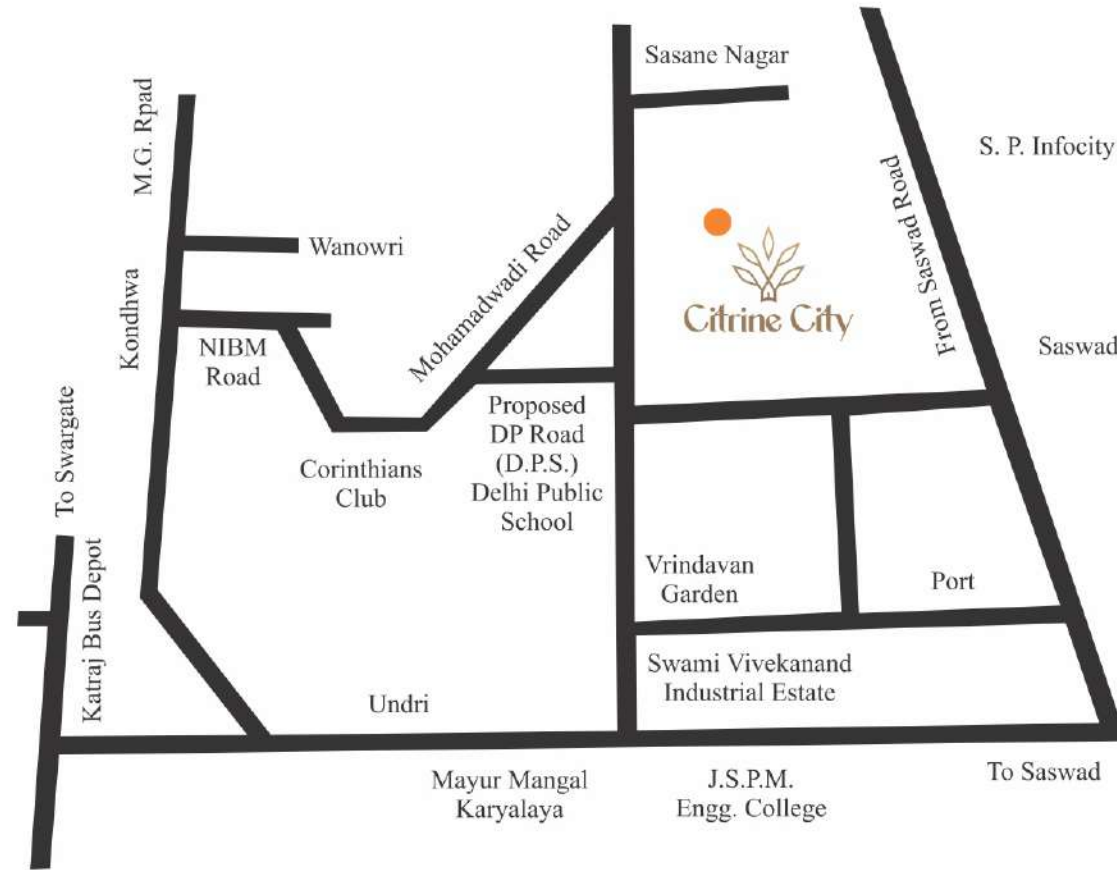 Sasane Nagar
M.G. Rpad
S. P. Infocity
From Saswad Road
Wanowri
Mohamadwadi Road
Citrine City
Kondhwa
NIBM
Road
Saswad
To Swargate
Proposed
DP Road
(D.P.S.)
Delhi Public
School
Corinthians
Club
Katraj Bus Depot
Vrindavan
Garden
Port
Swami Vivekanand
Industrial Estate
Undri
Mayur Mangal
Karyalaya
J.S.P.M.
Engg. College
To Saswad